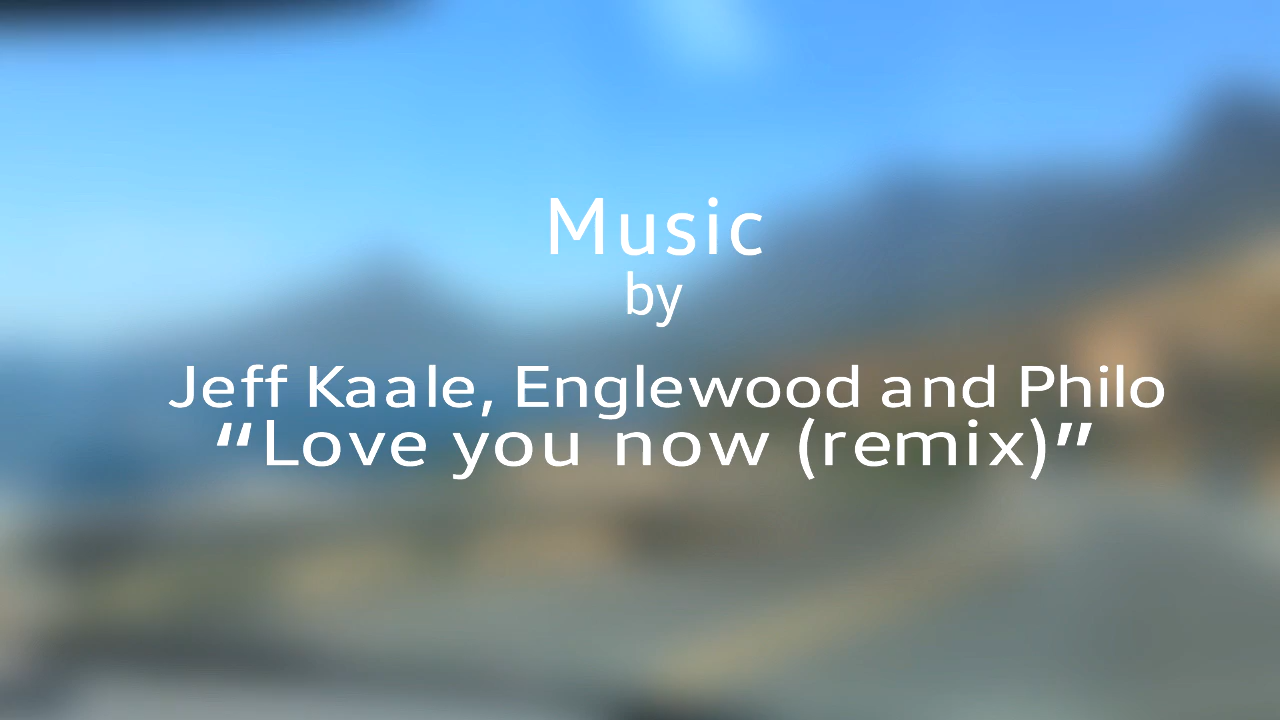 Music
by
Jeff Kaale, Englewood and Philo
“Love you now (remix)”